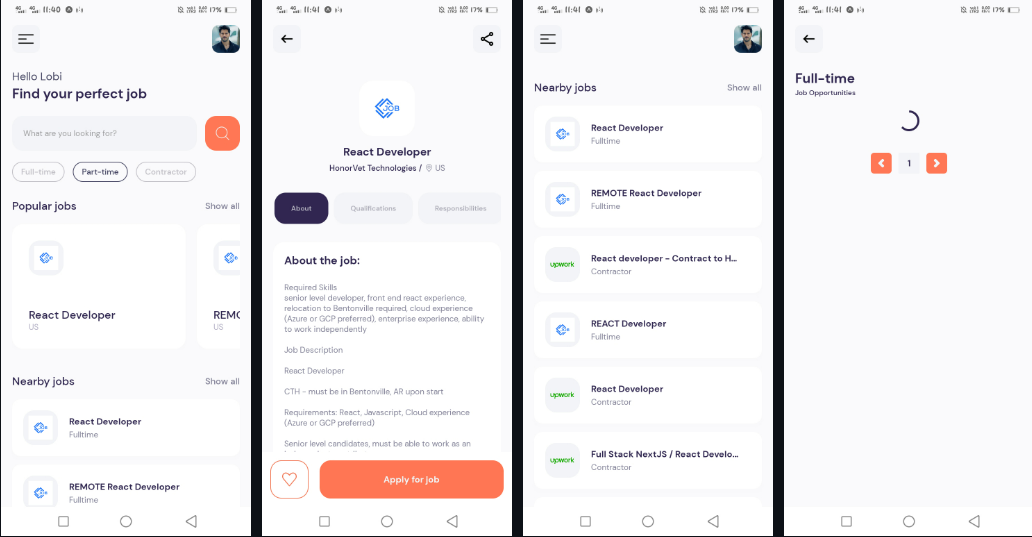 11:40
17%
Hello Lobi
Find your perfect job
What are you looking for?
Full-time
Part-time
Contractor
Popular jobs
Show all
React Developer
US
REMO
US
Nearby jobs
Show all
React Developer
Fulltime
REMOTE React Developer
Fulltime
11:41
17%
JOB
React Developer
HonorVet Technologies / US
About
Qualifications
Responsibilities
About the job:
Required Skills
senior level developer, front end react experience,
relocation to Bentonville required, cloud experience
(Azure or GCP preferred), enterprise experience, ability
to work independently
Job Description
React Developer
CTH - must be in Bentonville, AR upon start
Requirements: React, Javascript, Cloud experience
(Azure or GCP preferred)
Senior level candidates, must be able to work as an
Apply for job
11:41
17%
Nearby jobs
Show all
React Developer
Fulltime
REMOTE React Developer
Fulltime
upwork
React developer - Contract to H...
Contractor
REACT Developer
Fulltime
upwork
React Developer
Contractor
upwork
Full Stack NextJS / React Develo...
Contractor
11:41
17%
Full-time
Job Opportunities
1